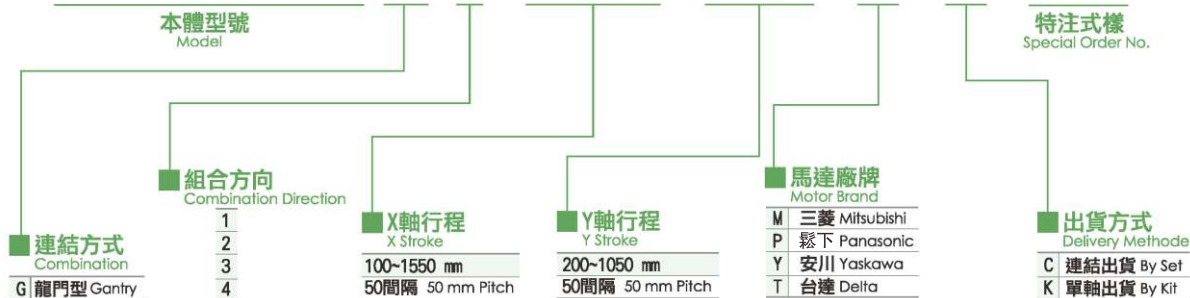 本體型號
Model
特注式樣
Special Order No.
連結方式
Combination
G 龍門型 Gantry
組合方向
Combination Direction
1
2
3
4
X軸行程
X Stroke
100~1550 mm
50間隔 50 mm Pitch
Y軸行程
Y Stroke
200~1050 mm
50間隔 50 mm Pitch
馬達廠牌
Motor Brand
M 三菱 Mitsubishi
P 鬆下 Panasonic
Y 安川 Yaskawa
T 台達 Delta
出貨方式
Delivery Methode
C 連結出貨 By Set
K 單軸出貨 By Kit